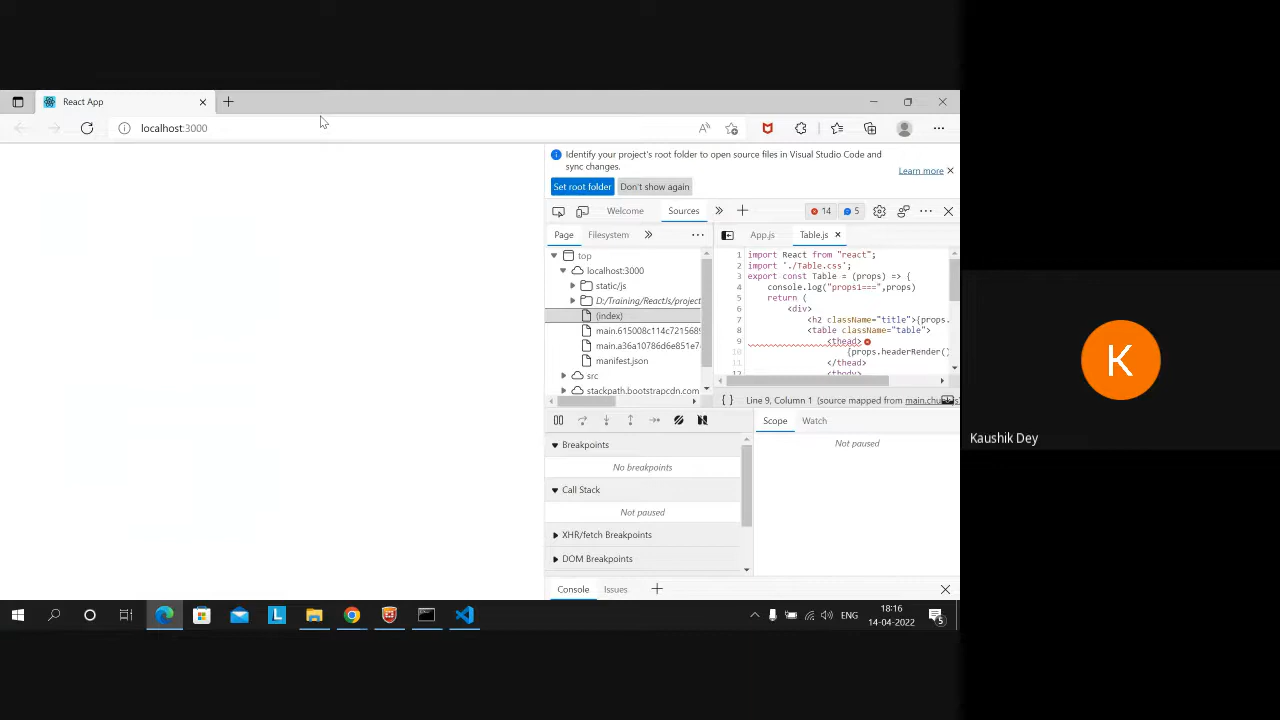 React App
localhost:3000
Identify your project's root folder to open source files in Visual Studio Code and
sync changes.
Learn more
Set root folder
Don't show again
Welcome
Sources
14
5
Page
Filesystem
App.js
Table.js
top
localhost:3000
static/js
D:/Training/ReactJs/project
(index)
main.615008c114c721568
main.a36a10786d6e851e7
manifest.json
src
stackpath.bootstrapcdn.com
1 import React from "react";
2 import './Table.css';
3 export const Table = (props) => {
4 console.log("props1===",props)
5 return (
6 <div>
7 <h2 className="title">{props.
8 <table className="table">
9 <thead>
10 {props.headerRender()
11 </thead>
12 <tbody>
{ } Line 9, Column 1 (source mapped from main.chu
Scope
Watch
Not paused
Breakpoints
No breakpoints
Call Stack
Not paused
XHR/fetch Breakpoints
DOM Breakpoints
Console
Issues
ENG
18:16
14-04-2022
5
K
Kaushik Dey